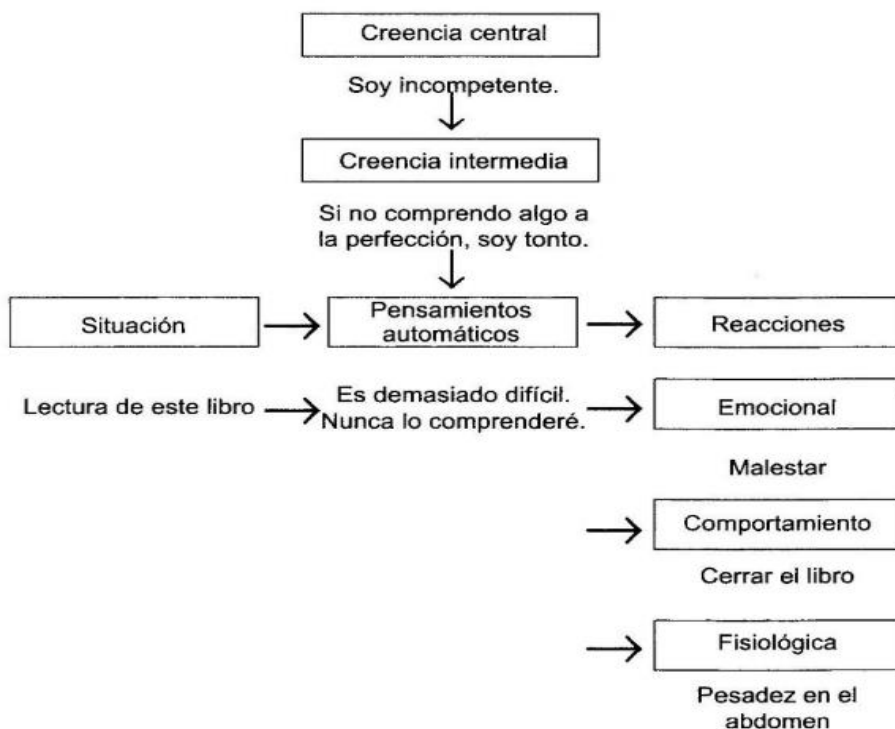 Creencia central
Soy incompetente.
Creencia intermedia
Si no comprendo algo a
la perfección, soy tonto.
Situación
Pensamientos
automáticos
Reacciones
Lectura de este libro
Es demasiado difícil.
Nunca lo comprenderé.
Emocional
Malestar
Comportamiento
Cerrar el libro
Fisiológica
Pesadez en el
abdomen